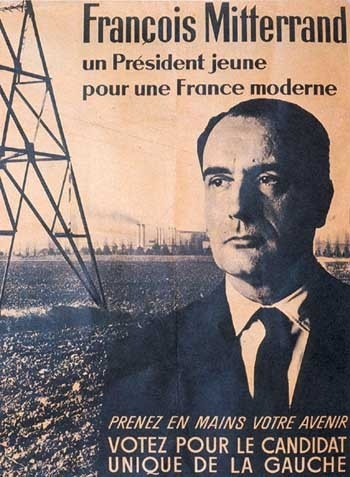 François Mitterrand
un Président jeune
pour une France moderne
PRENEZ EN MAINS VOTRE AVENIR
VOTEZ POUR LE CANDIDAT
UNIQUE DE LA GAUCHE